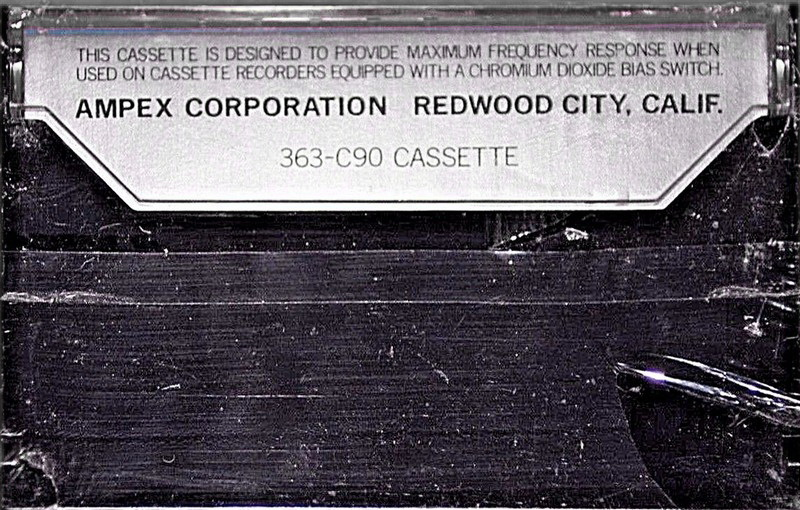 THIS CASSETTE IS DESIGNED TO PROVIDE MAXIMUM FREQUENCY RESPONSE WHEN
USED ON CASSETTE RECORDERS EQUIPPED WITH A CHROMIUM DIOXIDE BIAS SWITCH.
AMPEX CORPORATION REDWOOD CITY, CALIF.
363-C90 CASSETTE